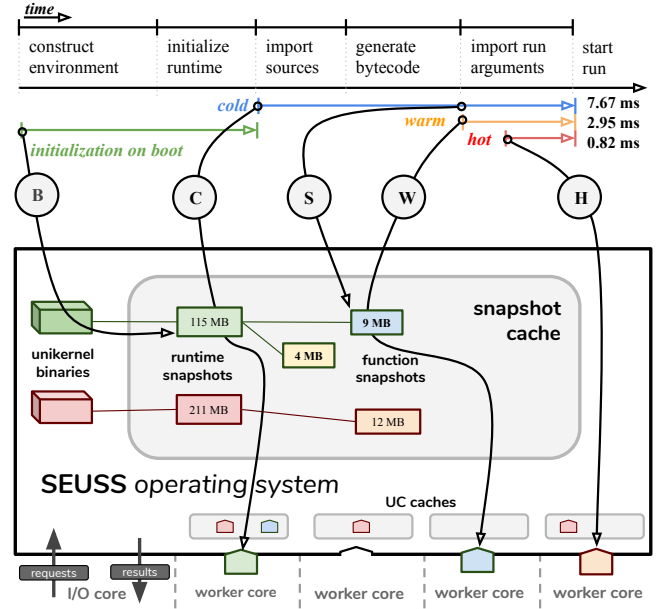 time
construct
environment
initialize
runtime
import
sources
generate
bytecode
import run
arguments
start
run
cold
7.67 ms
warm
2.95 ms
hot
0.82 ms
initialization on boot
B
C
S
W
H
snapshot
cache
115 MB
9 MB
4 MB
unikernel
binaries
runtime
snapshots
function
snapshots
211 MB
12 MB
SEUSS operating system
UC caches
requests
results
I/O core
worker core
worker core
worker core
worker core